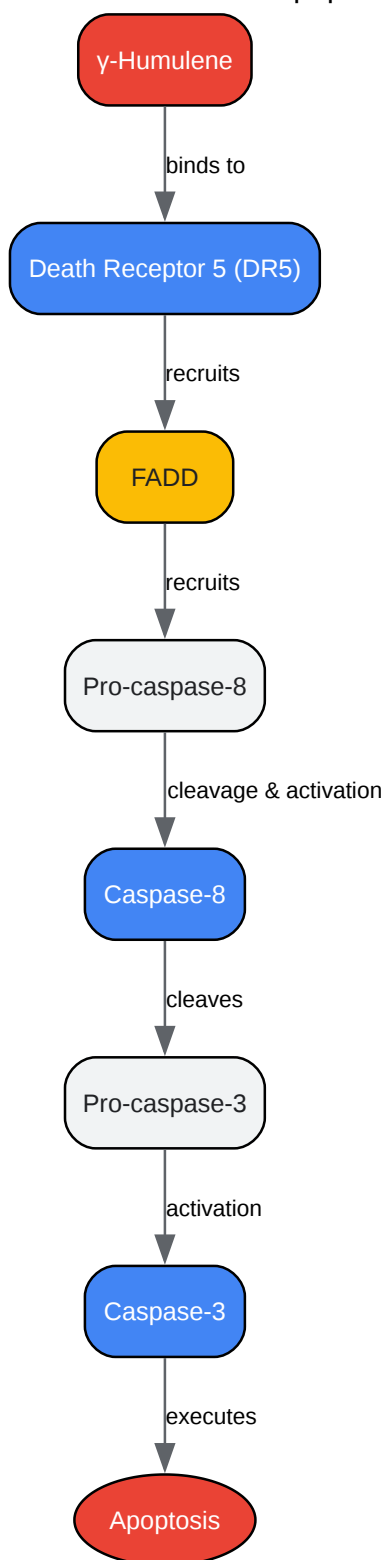 γ-Humulene
binds to
Death Receptor 5 (DR5)
recruits
FADD
recruits
Pro-caspase-8
cleavage & activation
Caspase-8
cleaves
Pro-caspase-3
activation
Caspase-3
executes
Apoptosis